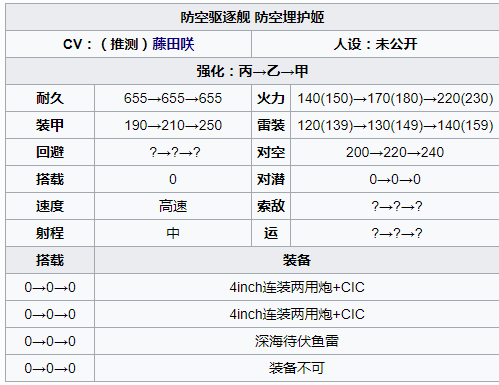 防空驱逐舰 防空埋护姬
CV：（推测）藤田咲 人设：未公开
强化：丙→乙→甲
耐久 655→655→655 火力 140(150)→170(180)→220(230)
装甲 190→210→250 雷装 120(139)→130(149)→140(159)
回避 ?→?→? 对空 200→220→240
搭载 0 对潜 0→0→0
速度 高速 索敌 ?→?→?
射程 中 运 ?→?→?
搭载 装备
0→0→0 4inch连装两用炮+CIC
0→0→0 4inch连装两用炮+CIC
0→0→0 深海待伏鱼雷
0→0→0 装备不可